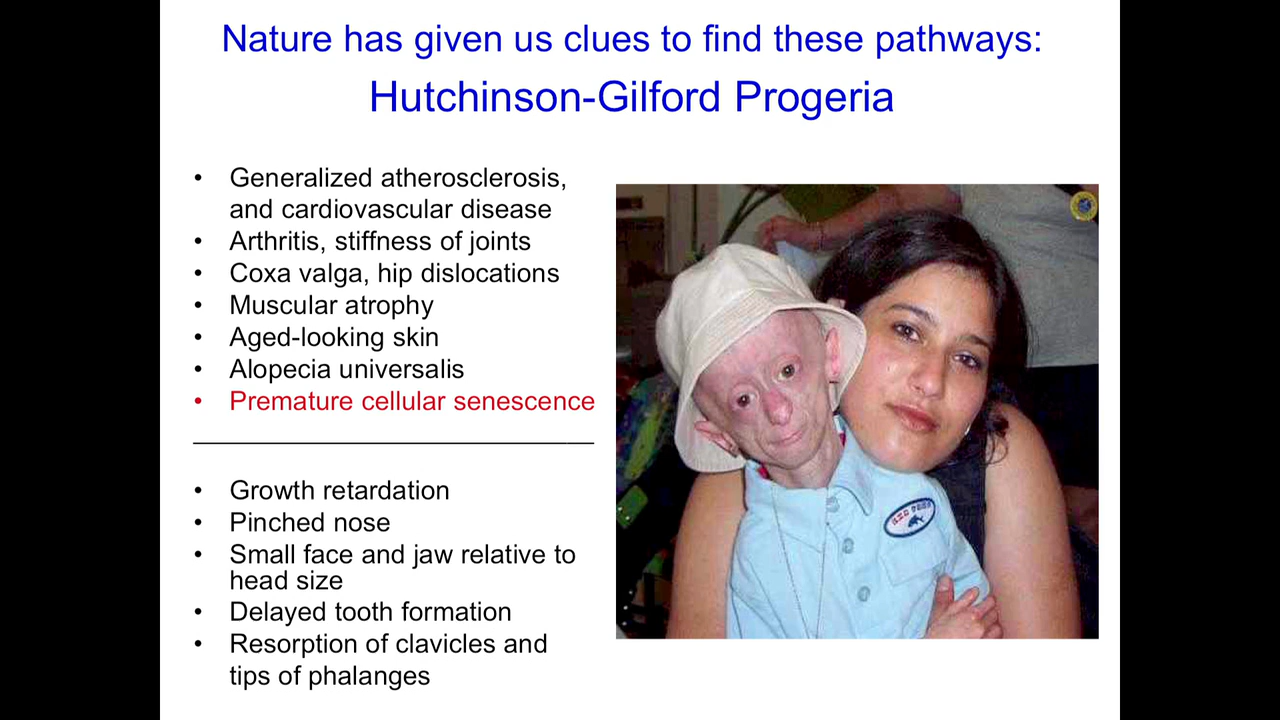 Nature has given us clues to find these pathways:
Hutchinson-Gilford Progeria
• Generalized atherosclerosis,
and cardiovascular disease
• Arthritis, stiffness of joints
• Coxa valga, hip dislocations
• Muscular atrophy
• Aged-looking skin
• Alopecia universalis
• Premature cellular senescence
• Growth retardation
• Pinched nose
• Small face and jaw relative to
head size
• Delayed tooth formation
• Resorption of clavicles and
tips of phalanges